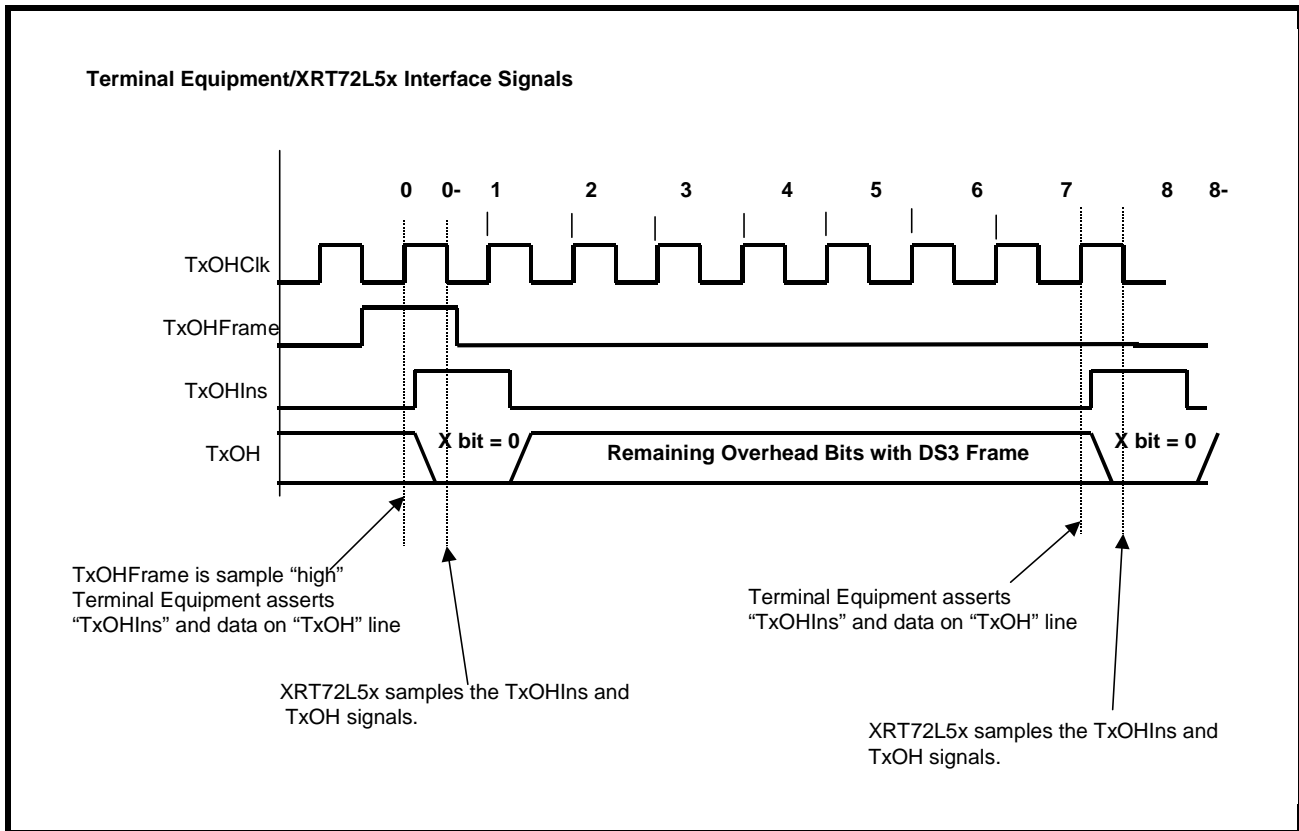 Terminal Equipment/XRT72L5x Interface Signals
0 0- 1 2 3 4 5 6 7 8 8-
TxOHClk
TxOHFrame
TxOHIns
TxOH
X bit = 0
Remaining Overhead Bits with DS3 Frame
X bit = 0
TxOHFrame is sample “high”
Terminal Equipment asserts
“TxOHIns” and data on “TxOH” line
XRT72L5x samples the TxOHIns and
TxOH signals.
Terminal Equipment asserts
“TxOHIns” and data on “TxOH” line
XRT72L5x samples the TxOHIns and
TxOH signals.